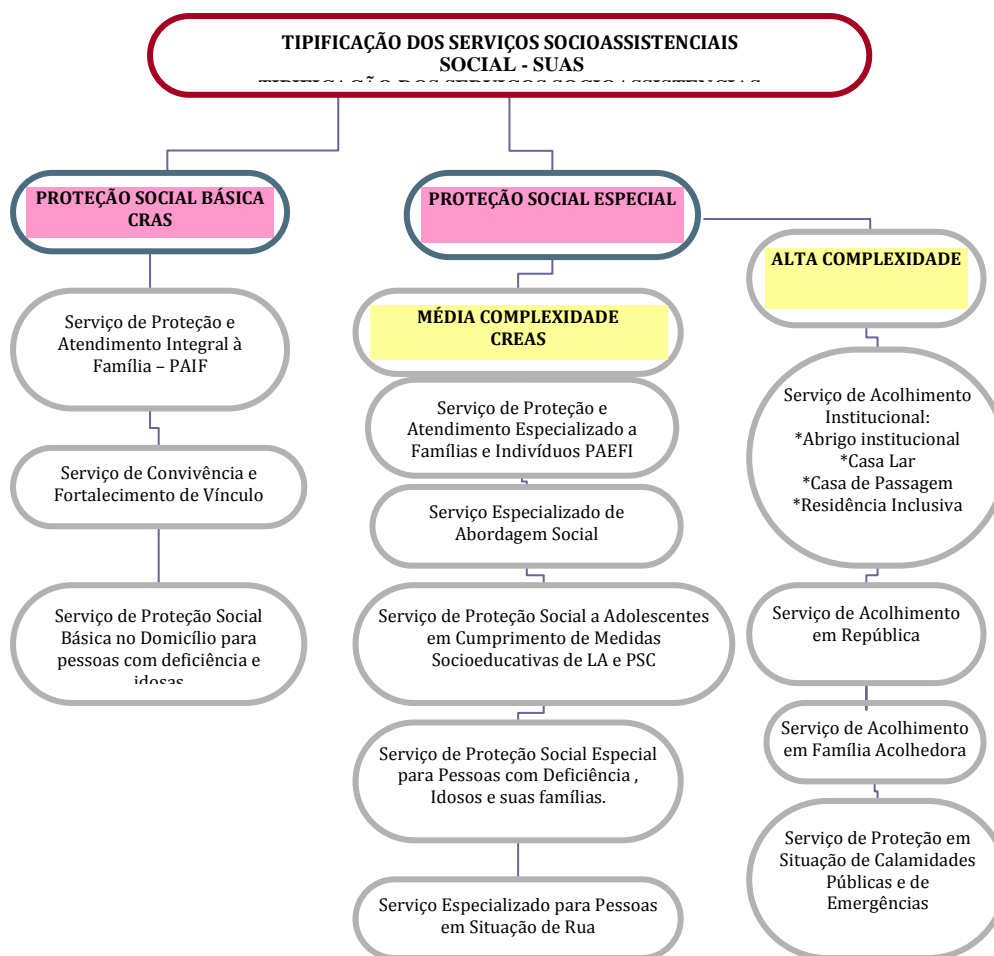 TIPIFICAÇÃO DOS SERVIÇOS SOCIOASSISTENCIAIS
SOCIAL - SUAS
TIPIFICAÇÃO DOS SERVIÇOS SOCIOASSISTENCIAS
PROTEÇÃO SOCIAL BÁSICA
CRAS
Serviço de Proteção e
Atendimento Integral à
Família – PAIF
Serviço de Convivência e
Fortalecimento de Vínculo
Serviço de Proteção Social
Básica no Domicílio para
pessoas com deficiência e
idosas
PROTEÇÃO SOCIAL ESPECIAL
MÉDIA COMPLEXIDADE
CREAS
Serviço de Proteção e
Atendimento Especializado a
Famílias e Indivíduos PAEFI
Serviço Especializado de
Abordagem Social
Serviço de Proteção Social a Adolescentes
em Cumprimento de Medidas
Socioeducativas de LA e PSC
Serviço de Proteção Social Especial
para Pessoas com Deficiência ,
Idosos e suas famílias.
Serviço Especializado para Pessoas
em Situação de Rua
ALTA COMPLEXIDADE
Serviço de Acolhimento
Institucional:
*Abrigo institucional
*Casa Lar
*Casa de Passagem
*Residência Inclusiva
Serviço de Acolhimento
em República
Serviço de Acolhimento
em Família Acolhedora
Serviço de Proteção em
Situação de Calamidades
Públicas e de
Emergências